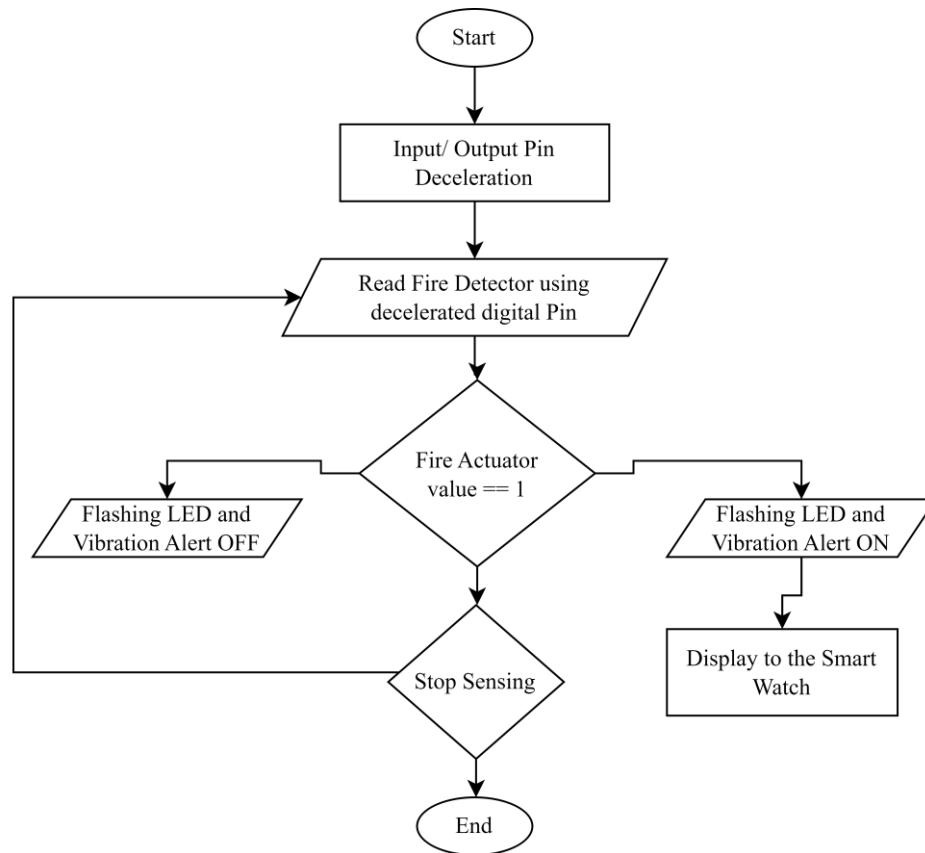 Start
Input/ Output Pin
Deceleration
Read Fire Detector using
decelerated digital Pin
Fire Actuator
value == 1
Flashing LED and
Vibration Alert OFF
Flashing LED and
Vibration Alert ON
Stop Sensing
Display to the Smart
Watch
End